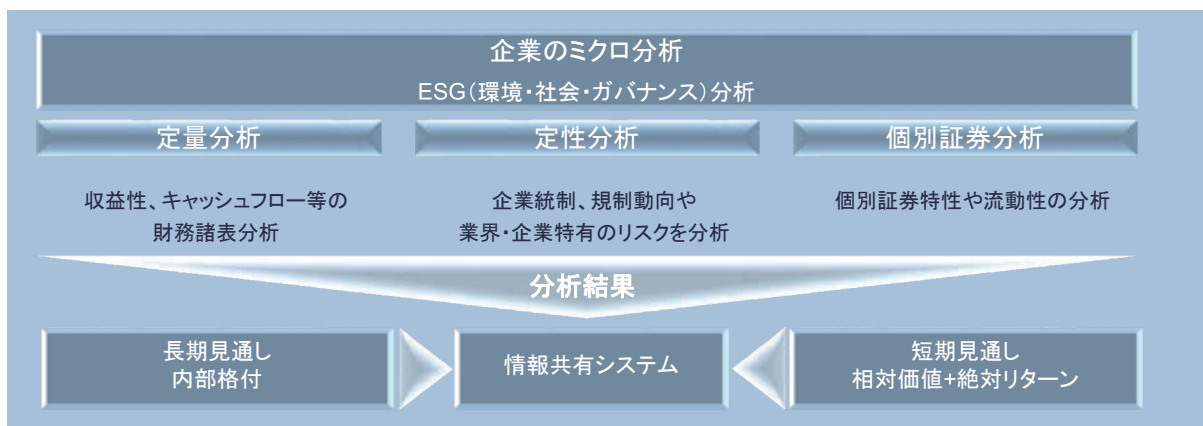 企業のミクロ分析
ESG(環境・社会・ガバナンス)分析
定量分析
収益性、キャッシュフロー等の
財務諸表分析
定性分析
企業統制、規制動向や
業界・企業特有のリスクを分析
個別証券分析
個別証券特性や流動性の分析
分析結果
長期見通し
内部格付
情報共有システム
短期見通し
相対価値+絶対リターン